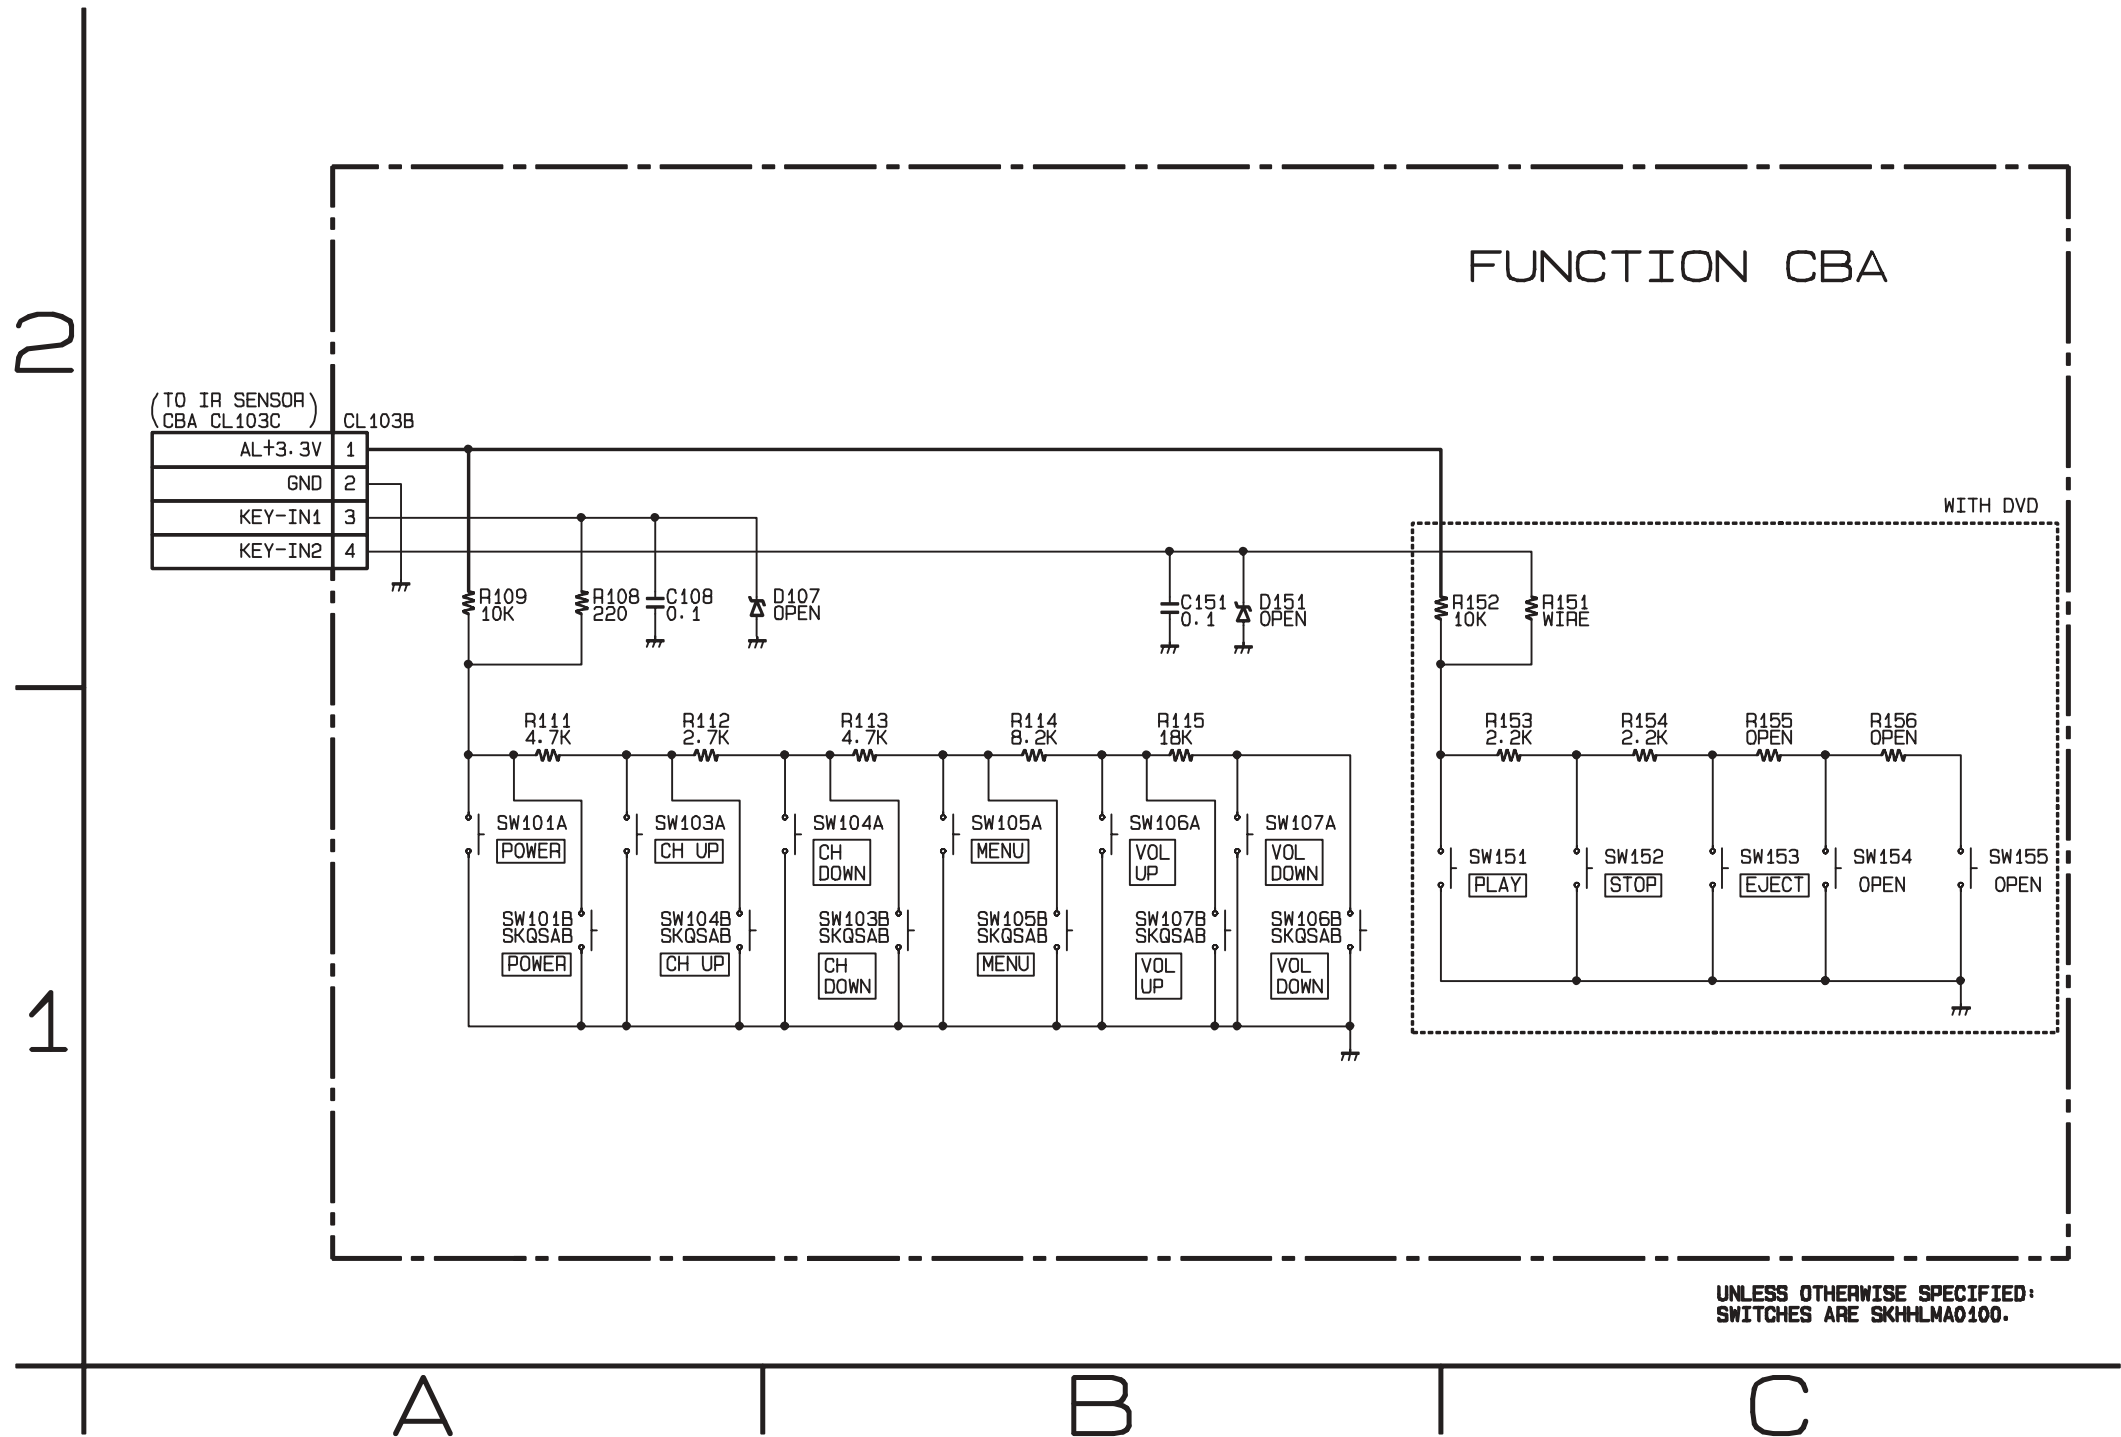 FUNCTION CBA
2
(TO IR SENSOR)
(CBA CL103C)
CL103B
AL+3.3V 1
GND 2
KEY-IN1 3
KEY-IN2 4
WITH DVD
R109
10K
R108
220
C108
0.1
D107
OPEN
C151
0.1
D151
OPEN
R152
10K
R151
WIRE
R111
4.7K
R112
2.7K
R113
4.7K
R114
8.2K
R115
18K
R153
2.2K
R154
2.2K
R155
OPEN
R156
OPEN
SW101A
POWER
SW103A
CH UP
SW104A
CH
DOWN
SW105A
MENU
SW106A
VOL
UP
SW107A
VOL
DOWN
SW151
PLAY
SW152
STOP
SW153
EJECT
SW154
OPEN
SW155
OPEN
SW101B
SKQSAB
POWER
SW104B
SKQSAB
CH UP
SW103B
SKQSAB
CH
DOWN
SW105B
SKQSAB
MENU
SW107B
SKQSAB
VOL
UP
SW106B
SKQSAB
VOL
DOWN
1
UNLESS OTHERWISE SPECIFIED:
SWITCHES ARE SKHHLMA0100.
A B C